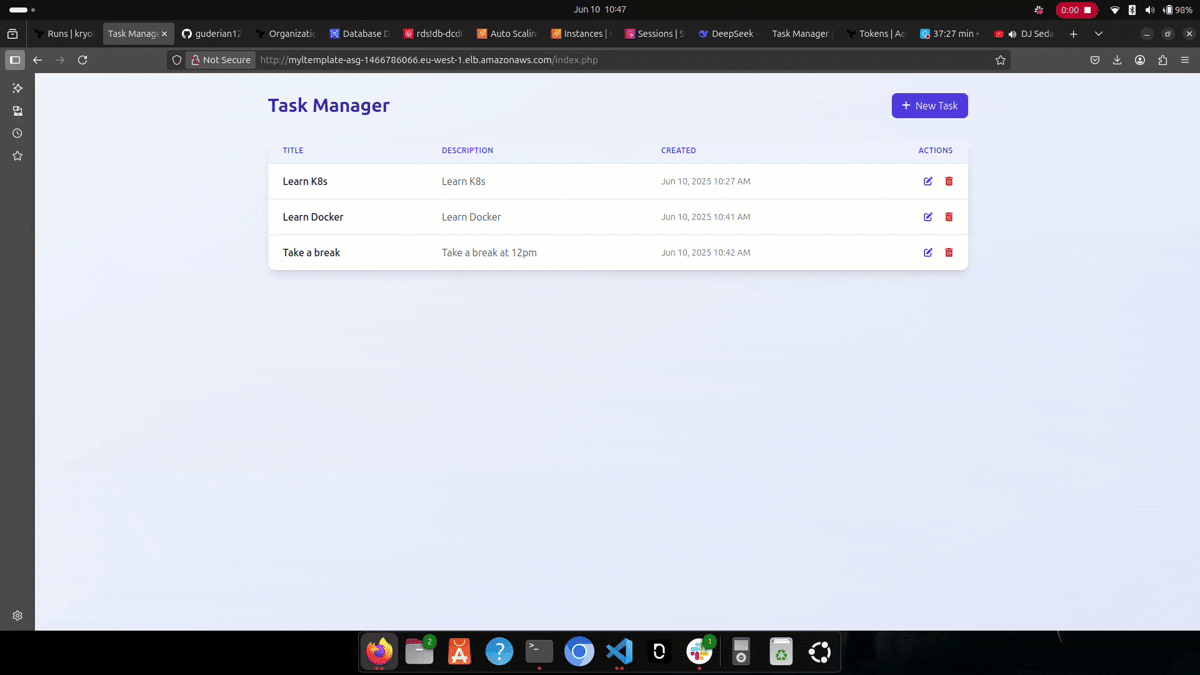 Jun 10 10:47
0:00
98%
Runs | kryo
Task Manage
guderian12
Organizatio
Database D
rdsldb-dcd
Auto Scalin
Instances |
Sessions | S
DeepSeek
Task Manager
Tokens | Ac
37:27 min
DJ Seda
Not Secure
http://myltemplate-asg-1466786066.eu-west-1.elb.amazonaws.com/index.php
Task Manager
+ New Task
TITLE DESCRIPTION CREATED ACTIONS
Learn K8s Learn K8s Jun 10, 2025 10:27 AM
Learn Docker Learn Docker Jun 10, 2025 10:41 AM
Take a break Take a break at 12pm Jun 10, 2025 10:42 AM
2
1